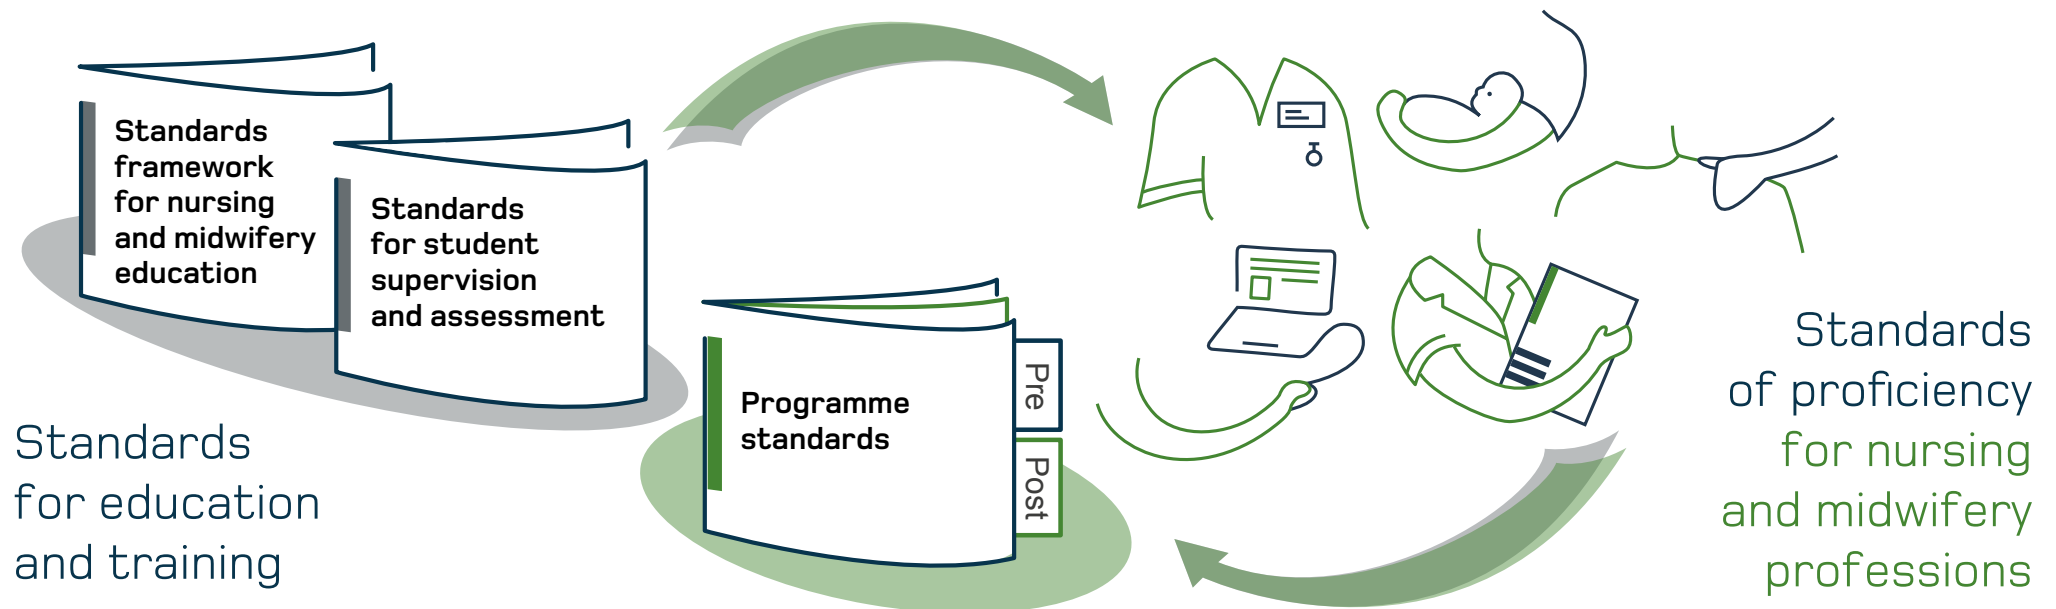 Standards
framework
for nursing
and midwifery
education
Standards
for student
supervision
and assessment
Programme
standards
Pre
Post
Standards
for education
and training
Standards
of proficiency
for nursing
and midwifery
professions